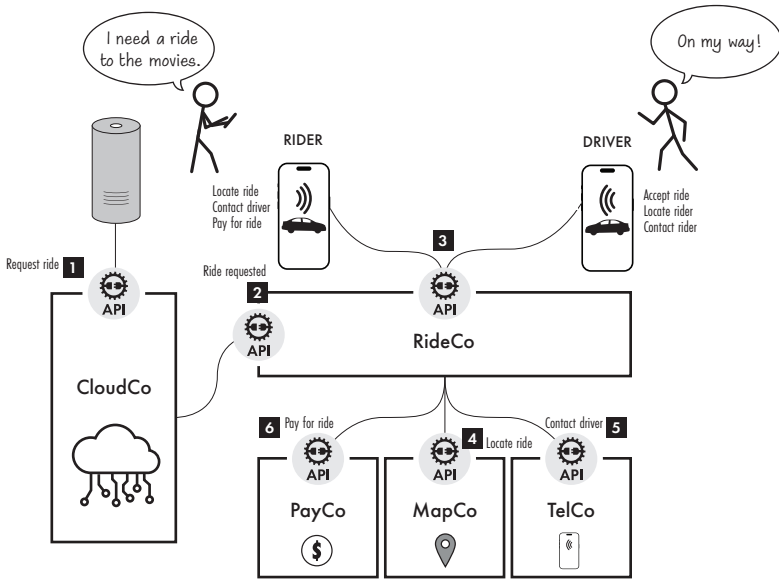 I need a ride
to the movies.
On my way!
RIDER
DRIVER
Locate ride
Contact driver
Pay for ride
Accept ride
Locate rider
Contact rider
3
API
Request ride 1
API
Ride requested
2
API
RideCo
CloudCo
6 Pay for ride
API
PayCo
$
4 Locate ride
API
MapCo
Contact driver 5
API
TelCo